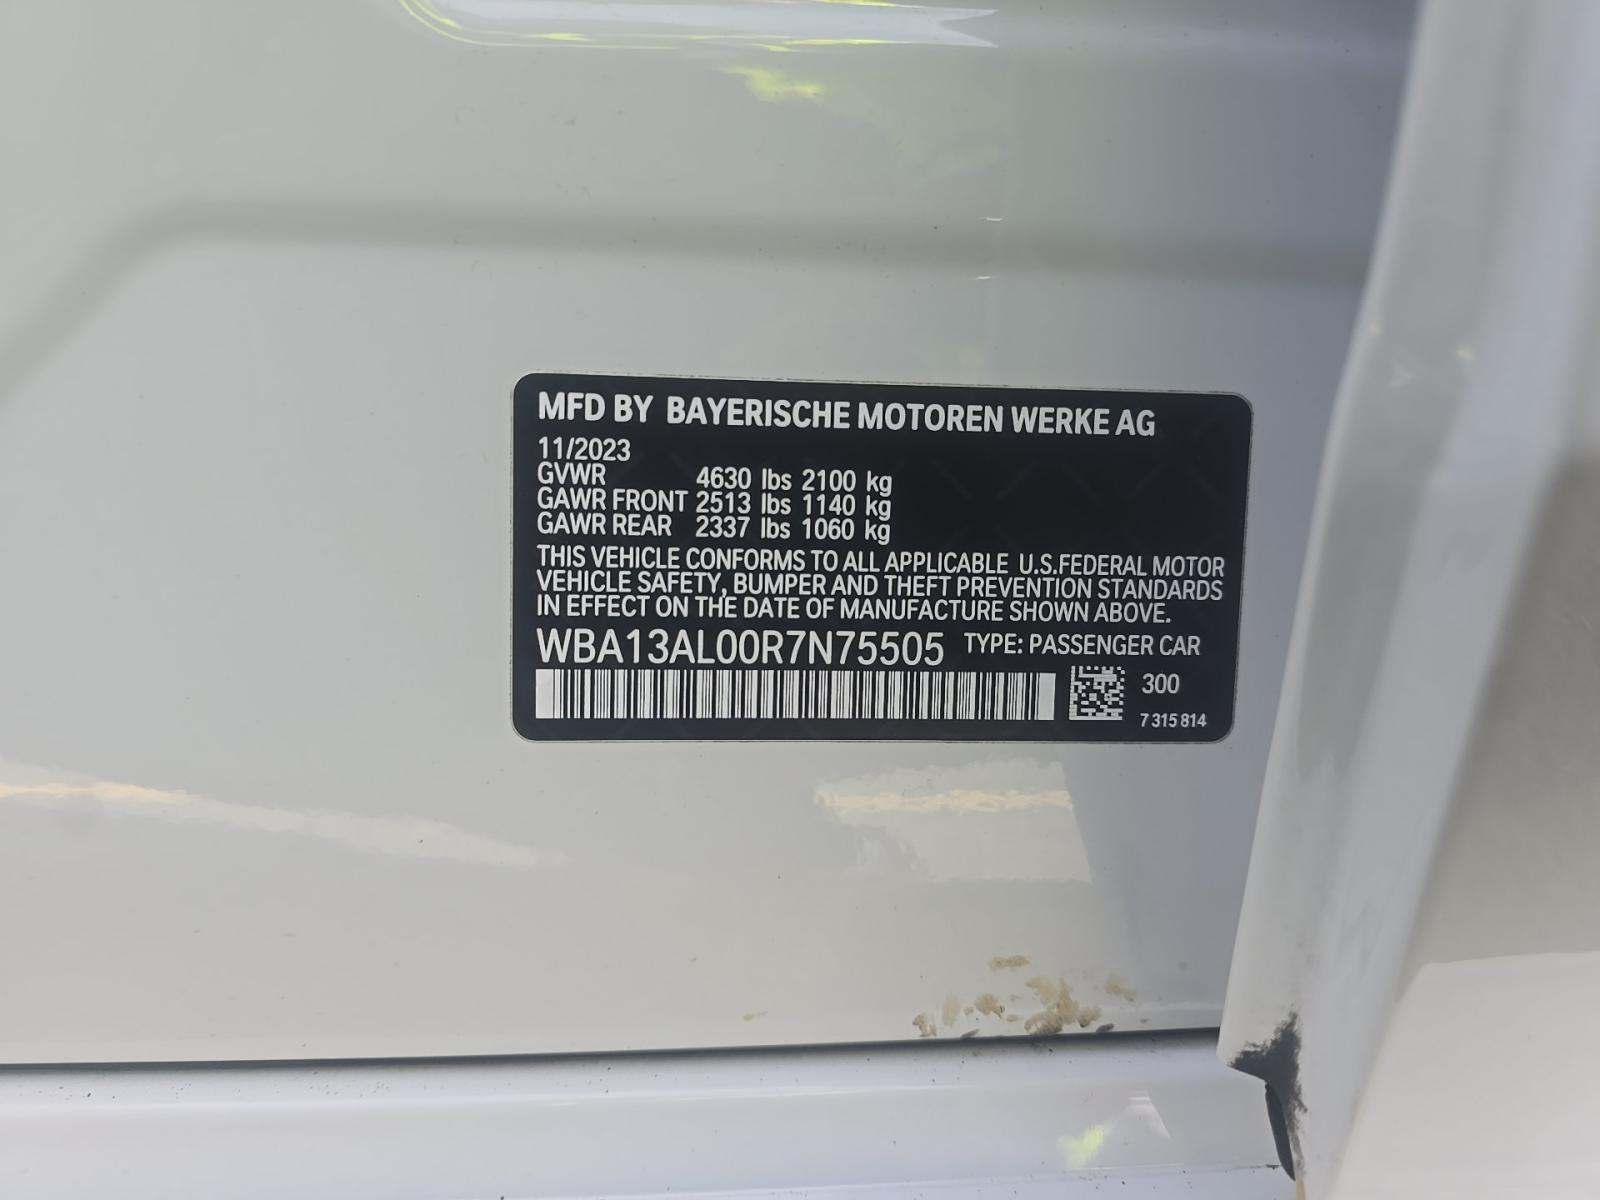 MFD BY BAYERISCHE MOTOREN WERKE AG
11/2023
GVWR 4630 lbs 2100 kg
GAWR FRONT 2513 lbs 1140 kg
GAWR REAR 2337 lbs 1060 kg
THIS VEHICLE CONFORMS TO ALL APPLICABLE U.S.FEDERAL MOTOR
VEHICLE SAFETY, BUMPER AND THEFT PREVENTION STANDARDS
IN EFFECT ON THE DATE OF MANUFACTURE SHOWN ABOVE.
WBA13AL00R7N75505 TYPE: PASSENGER CAR
300
7 315 814